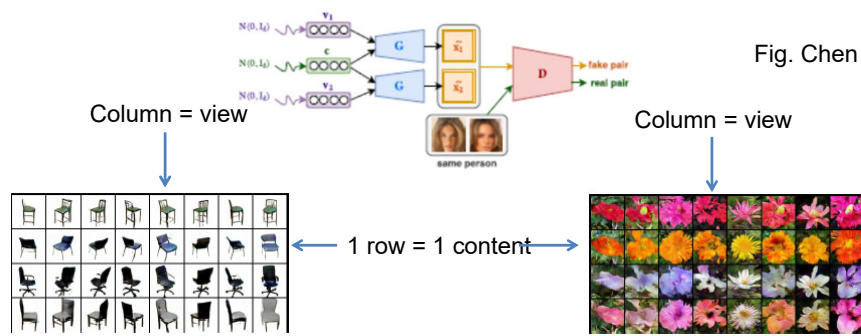 v₁
N(0, I_d)
G
x̃₁
c
N(0, I_d)
D
fake pair
real pair
Fig. Chen
G
x̃₂
N(0, I_d)
v₂
same person
Column = view
Column = view
1 row = 1 content